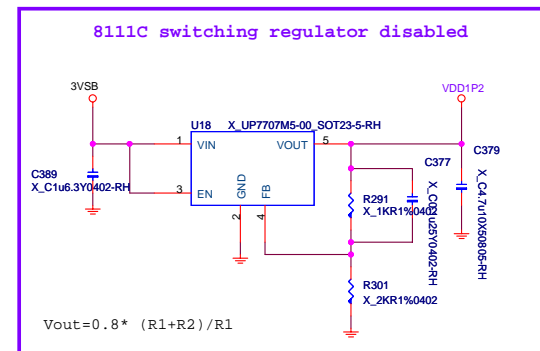 8111C switching regulator disabled
3VSB
VDD1P2
U18 X_UP7707M5-00_SOT23-5-RH
1 VIN VOUT 5
C389
X_C1u6.3Y0402-RH
3 EN GND FB
2 4
R291
X_1KR1%0402
C377
C379
X_C4.7u10X50805-RH
R301
X_2KR1%0402
Vout=0.8* (R1+R2)/R1